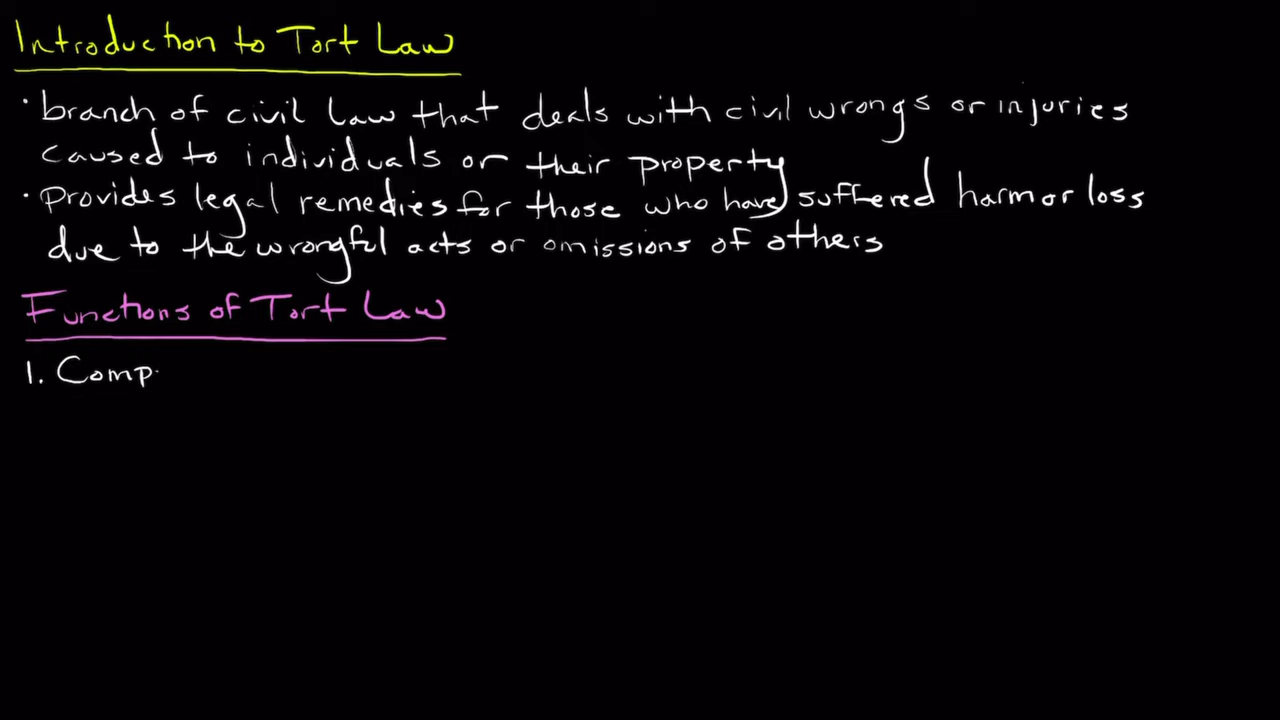 Introduction to Tort Law
· branch of civil law that deals with civil wrongs or injuries
caused to individuals or their property
· provides legal remedies for those who have suffered harm or loss
due to the wrongful acts or omissions of others
Functions of Tort Law
1. Comp